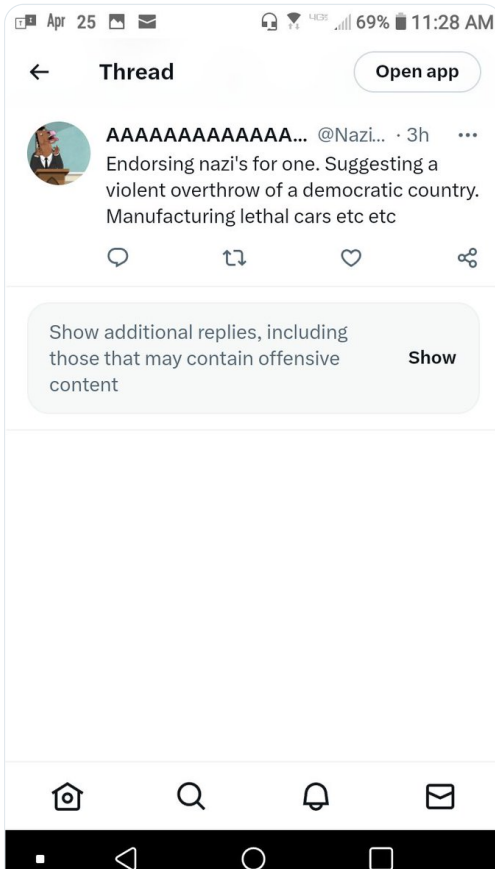 Apr 25 69% 11:28 AM
Thread
Open app
AAAAAAAAAAAAA... @Nazi... · 3h
Endorsing nazi's for one. Suggesting a
violent overthrow of a democratic country.
Manufacturing lethal cars etc etc
Show additional replies, including
those that may contain offensive
content
Show